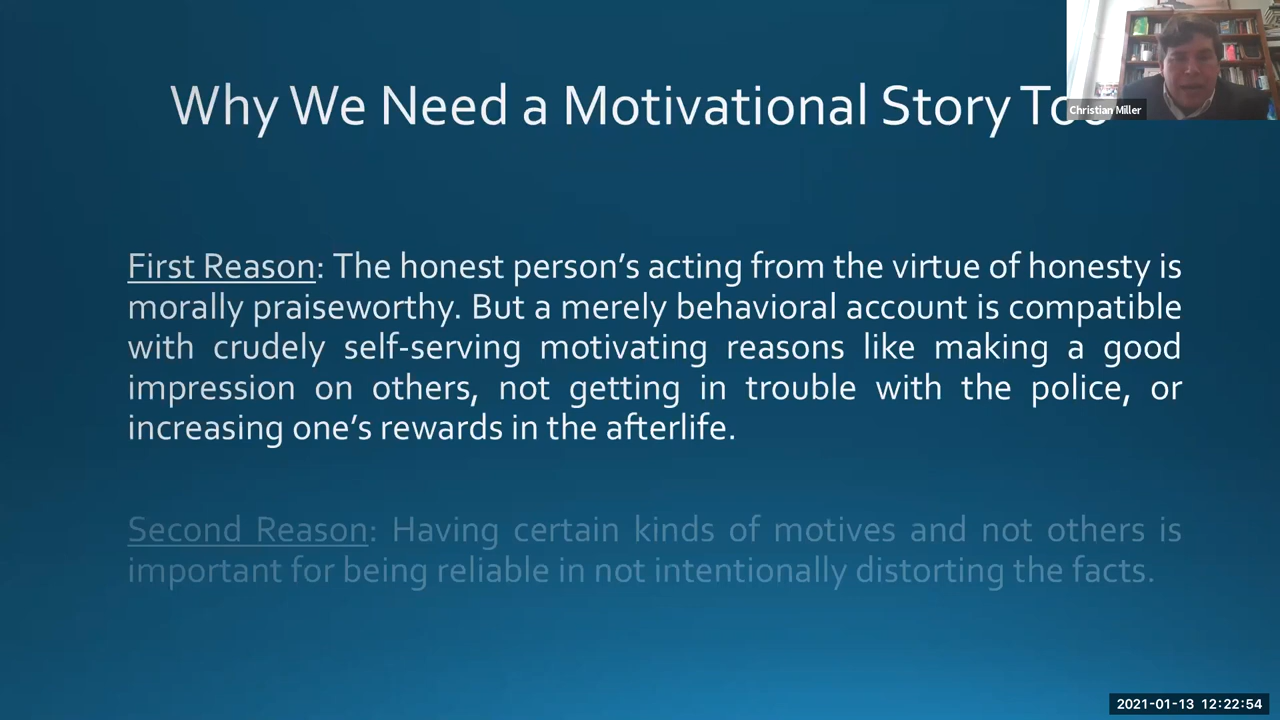 Why We Need a Motivational Story Too
Christian Miller
First Reason: The honest person's acting from the virtue of honesty is
morally praiseworthy. But a merely behavioral account is compatible
with crudely self-serving motivating reasons like making a good
impression on others, not getting in trouble with the police, or
increasing one's rewards in the afterlife.
Second Reason: Having certain kinds of motives and not others is
important for being reliable in not intentionally distorting the facts.
2021-01-13 12:22:54